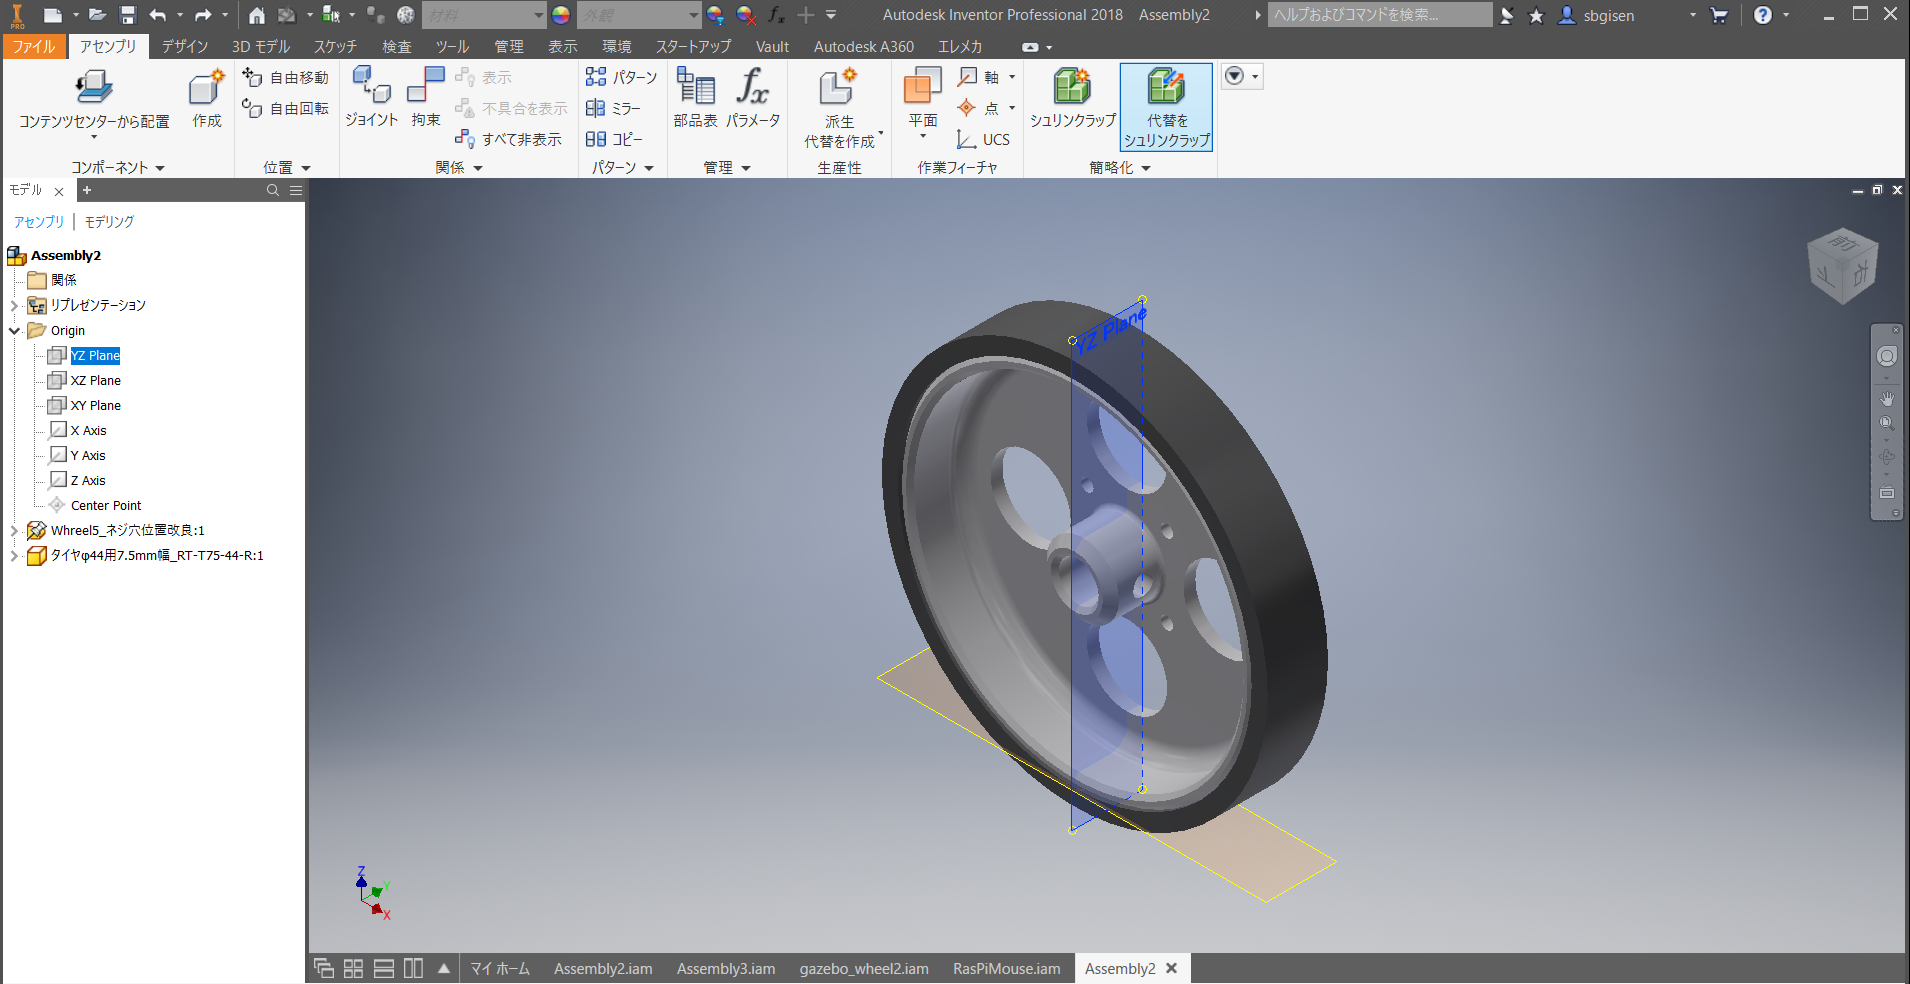 PRO
材料
外観
fx
Autodesk Inventor Professional 2018 Assembly2
ヘルプおよびコマンドを検索...
sbgisen
ファイル アセンブリ デザイン 3D モデル スケッチ 検査 ツール 管理 表示 環境 スタートアップ Vault Autodesk A360 エレメカ
コンテンツセンターから配置
作成
コンポーネント
自由移動
自由回転
位置
ジョイント
拘束
表示
不具合を表示
すべて非表示
関係
パターン
ミラー
コピー
パターン
部品表
fx
パラメータ
管理
派生
代替を作成
生産性
平面
軸
点
UCS
作業フィーチャ
シュリンクラップ
代替を
シュリンクラップ
簡略化
モデル
アセンブリ モデリング
Assembly2
関係
リプレゼンテーション
Origin
YZ Plane
XZ Plane
XY Plane
X Axis
Y Axis
Z Axis
Center Point
Whreel5_ネジ穴位置改良:1
タイヤφ44用7.5mm幅_RT-T75-44-R:1
YZ Plane
前
Z
Y
X
マイ ホーム Assembly2.iam Assembly3.iam gazebo_wheel2.iam RasPiMouse.iam Assembly2